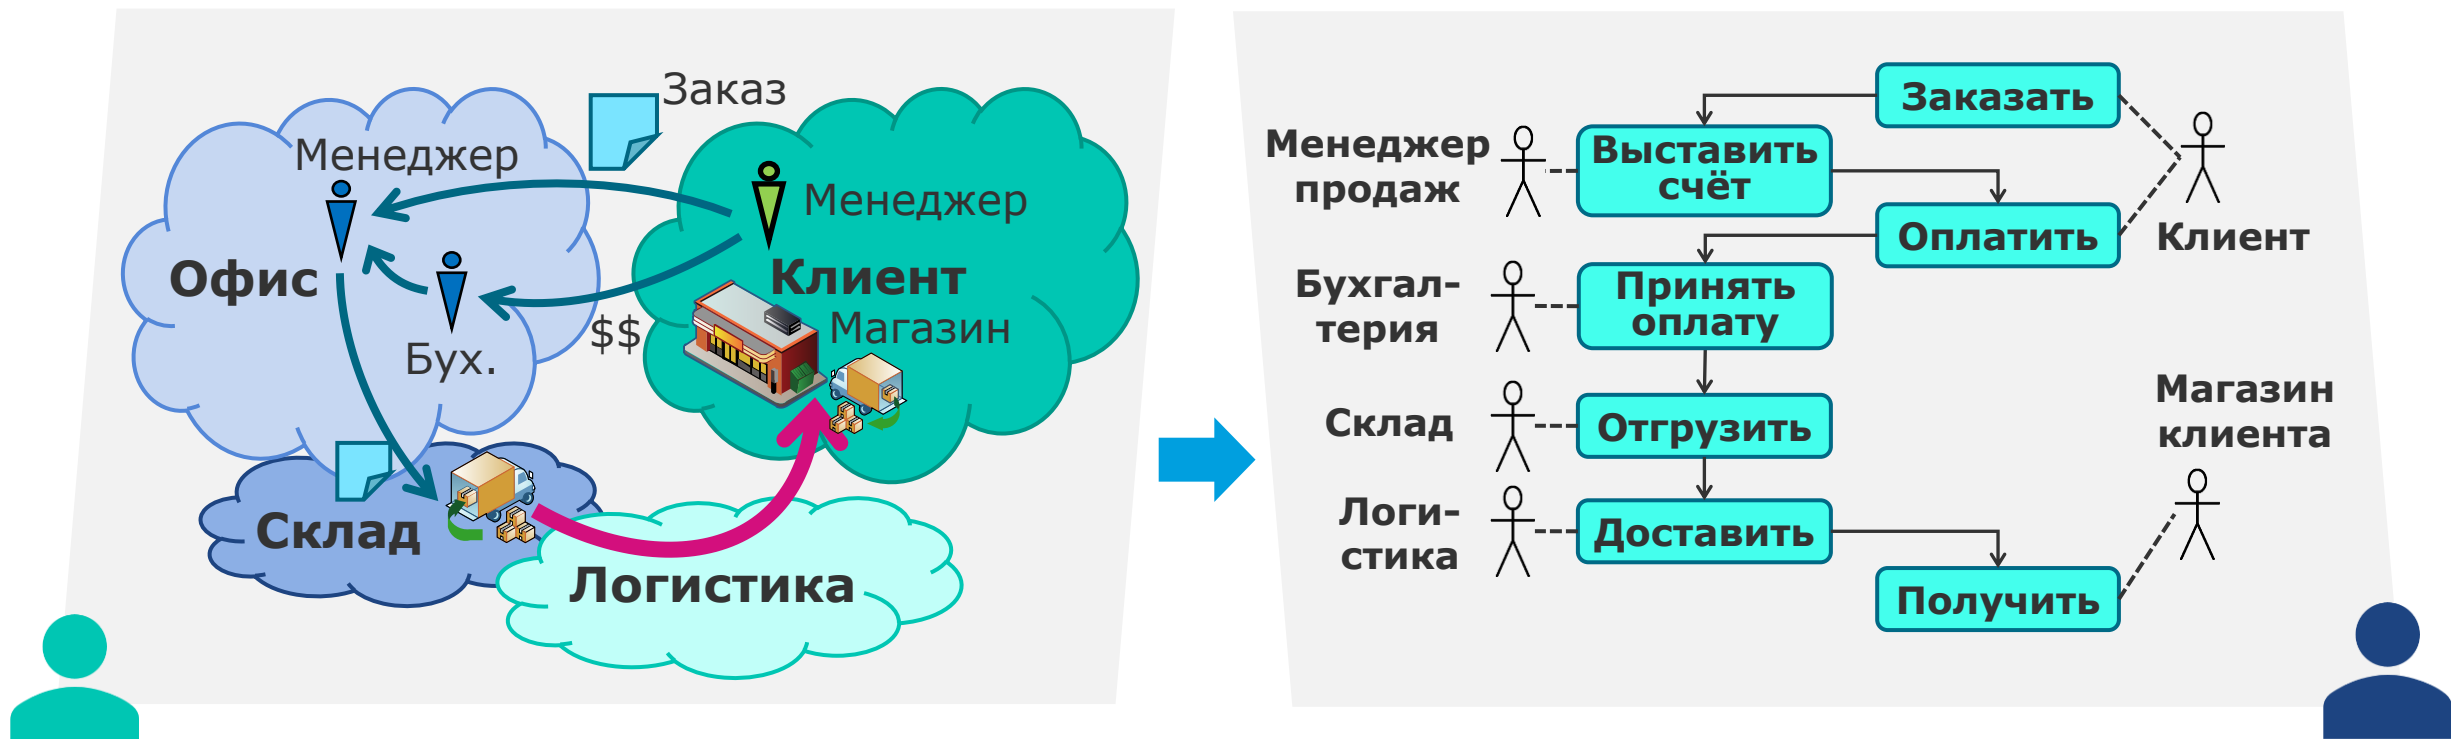 Заказ
Менеджер
Менеджер
Офис
Клиент
Магазин
$$
Бух.
Склад
Логистика
Заказать
Менеджер
продаж
Выставить
счёт
Оплатить
Клиент
Бухгал-
терия
Принять
оплату
Магазин
клиента
Склад
Отгрузить
Логи-
стика
Доставить
Получить